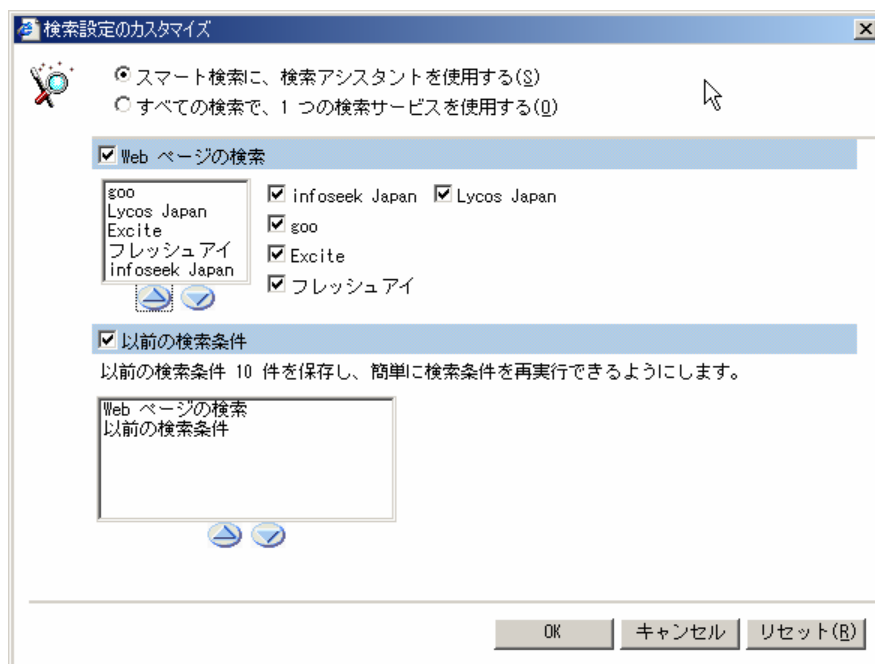 検索設定のカスタマイズ
スマート検索に、検索アシスタントを使用する(S)
すべての検索で、1 つの検索サービスを使用する(O)
Web ページの検索
goo
Lycos Japan
Excite
フレッシュアイ
infoseek Japan
infoseek Japan Lycos Japan
goo
Excite
フレッシュアイ
以前の検索条件
以前の検索条件 10 件を保存し、簡単に検索条件を再実行できるようにします。
Web ページの検索
以前の検索条件
OK キャンセル リセット(R)